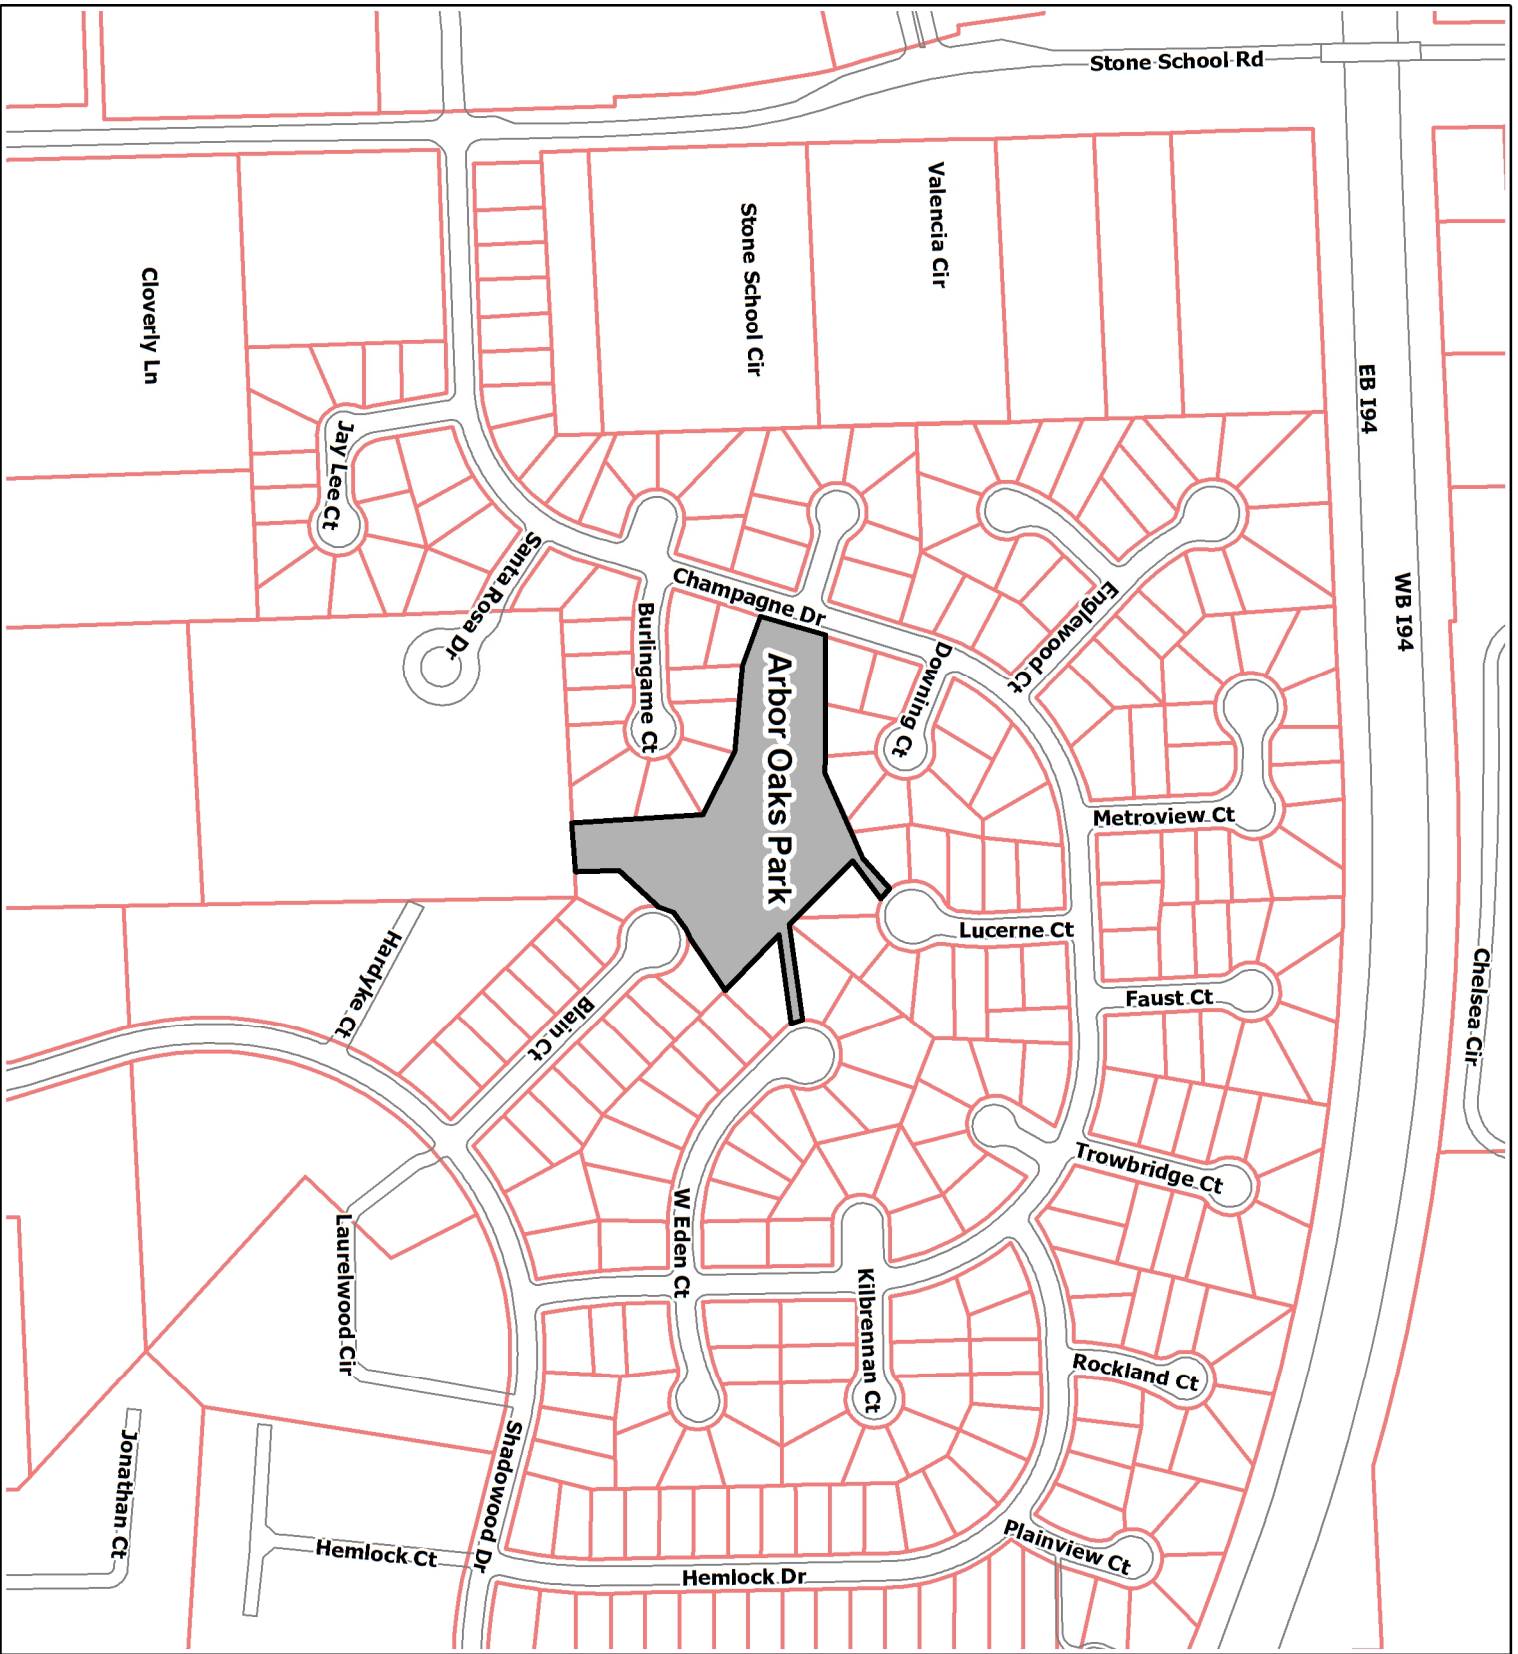 Stone School Rd
Valencia Cir
Stone School Cir
Cloverly Ln
EB I94
Jay Lee Ct
Santa Rosa Dr
Champagne Dr
Englewood Ct
WB I94
Burlingame Ct
Downing Ct
Arbor Oaks Park
Metroview Ct
Lucerne Ct
Hardyke Ct
Faust Ct
Chelsea Cir
Blain Ct
Trowbridge Ct
W Eden Ct
Laurelwood Cir
Kilbrennan Ct
Rockland Ct
Shadowood Dr
Jonathan Ct
Plainview Ct
Hemlock Ct
Hemlock Dr